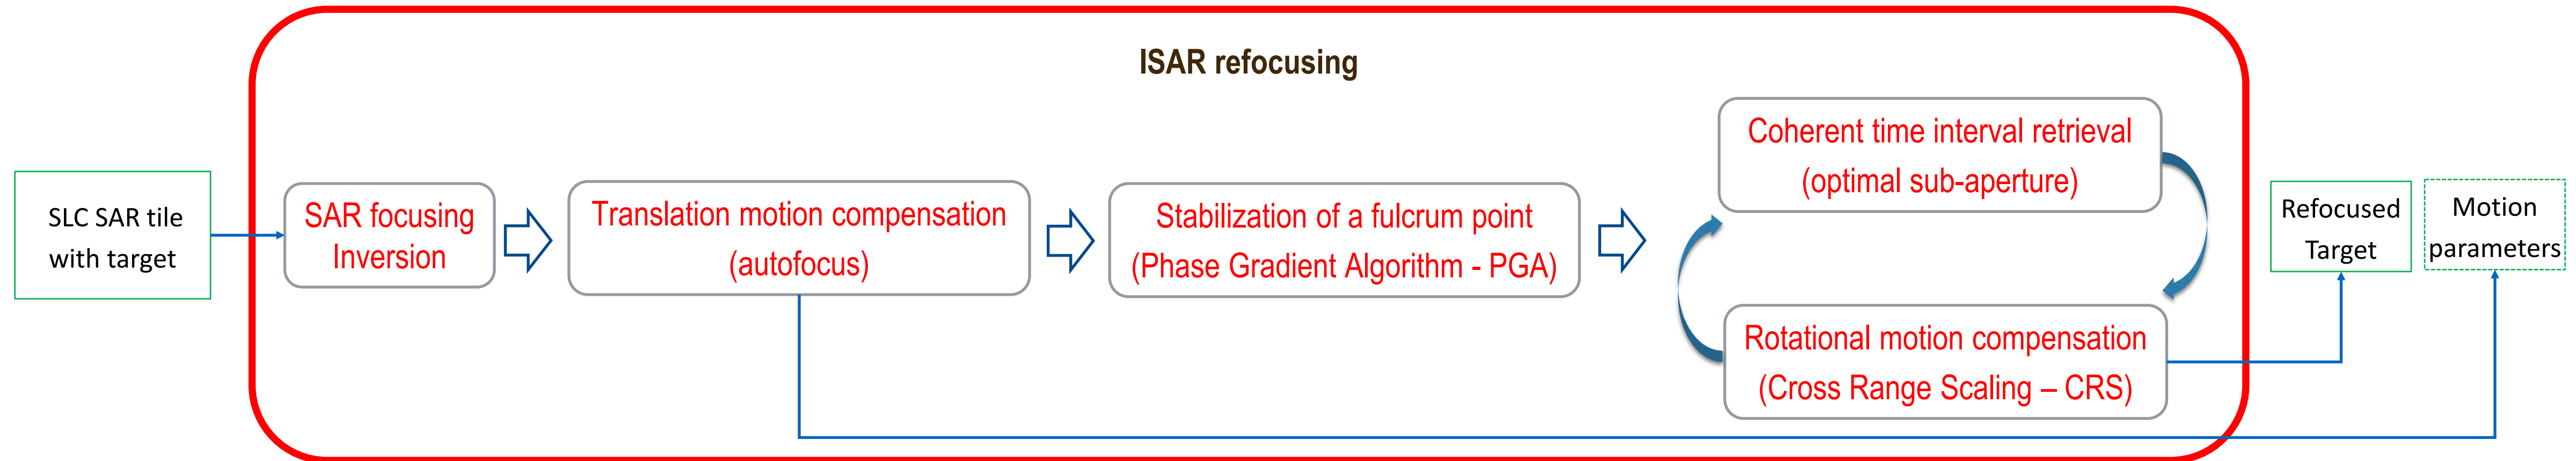 ISAR refocusing
SLC SAR tile
with target
SAR focusing
Inversion
Translation motion compensation
(autofocus)
Stabilization of a fulcrum point
(Phase Gradient Algorithm - PGA)
Coherent time interval retrieval
(optimal sub-aperture)
Rotational motion compensation
(Cross Range Scaling – CRS)
Refocused
Target
Motion
parameters